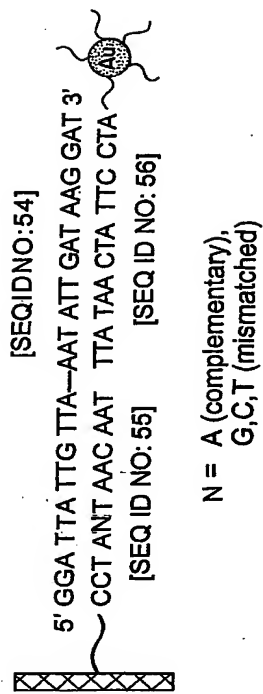 [SEQ ID NO: 54]
5' GGA TTA TTG TTA—AAT ATT GAT AAG GAT 3'
CCT ANT AAC AAT TTA TAA CTA TTC CTA
[SEQ ID NO: 55] [SEQ ID NO: 56]
Au
N = A (complementary),
G,C,T (mismatched)